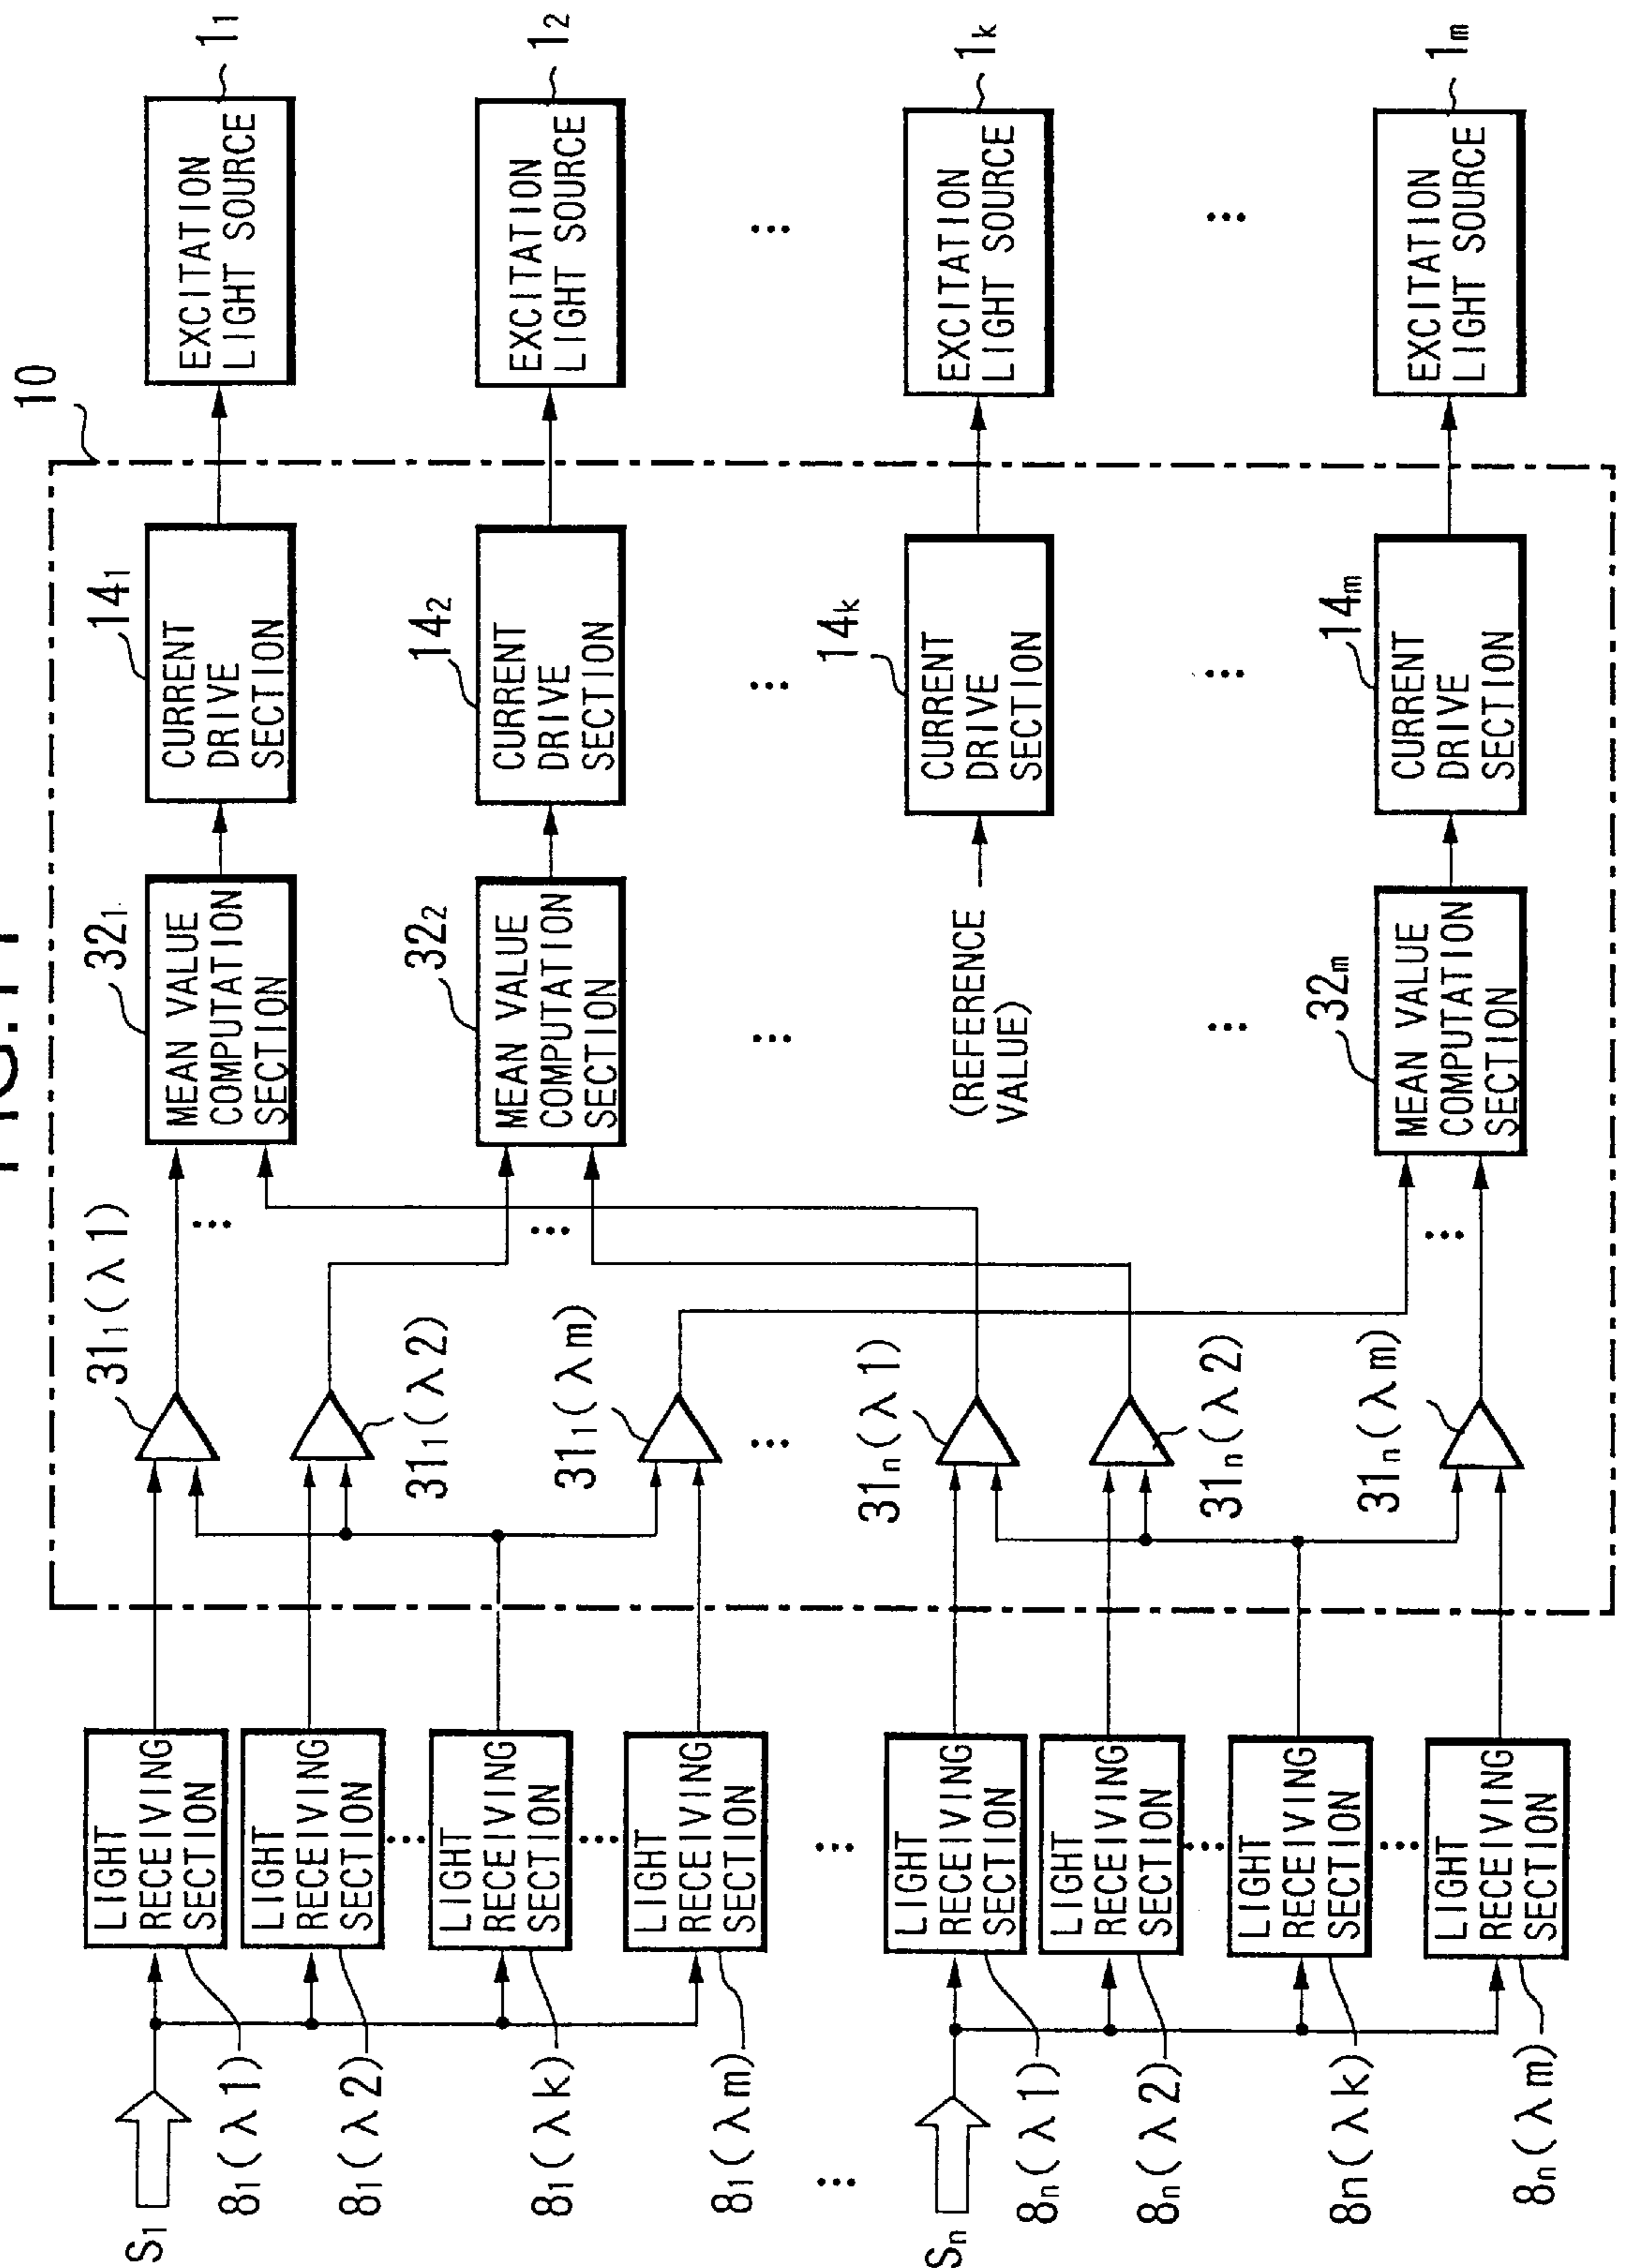 10
S₁
8₁(λ1)
8₁(λ2)
8₁(λk)
8₁(λm)
LIGHT
RECEIVING
SECTION
LIGHT
RECEIVING
SECTION
LIGHT
RECEIVING
SECTION
LIGHT
RECEIVING
SECTION
Sₙ
8ₙ(λ1)
8ₙ(λ2)
8n(λk)
8ₙ(λm)
LIGHT
RECEIVING
SECTION
LIGHT
RECEIVING
SECTION
LIGHT
RECEIVING
SECTION
LIGHT
RECEIVING
SECTION
31₁(λ1)
31₁(λ2)
31₁(λm)
31ₙ(λ1)
31ₙ(λ2)
31ₙ(λm)
32₁
MEAN VALUE
COMPUTATION
SECTION
32₂
MEAN VALUE
COMPUTATION
SECTION
(REFERENCE
VALUE)
32ₘ
MEAN VALUE
COMPUTATION
SECTION
14₁
CURRENT
DRIVE
SECTION
14₂
CURRENT
DRIVE
SECTION
14ₖ
CURRENT
DRIVE
SECTION
14ₘ
CURRENT
DRIVE
SECTION
1₁
EXCITATION
LIGHT SOURCE
1₂
EXCITATION
LIGHT SOURCE
1ₖ
EXCITATION
LIGHT SOURCE
1ₘ
EXCITATION
LIGHT SOURCE